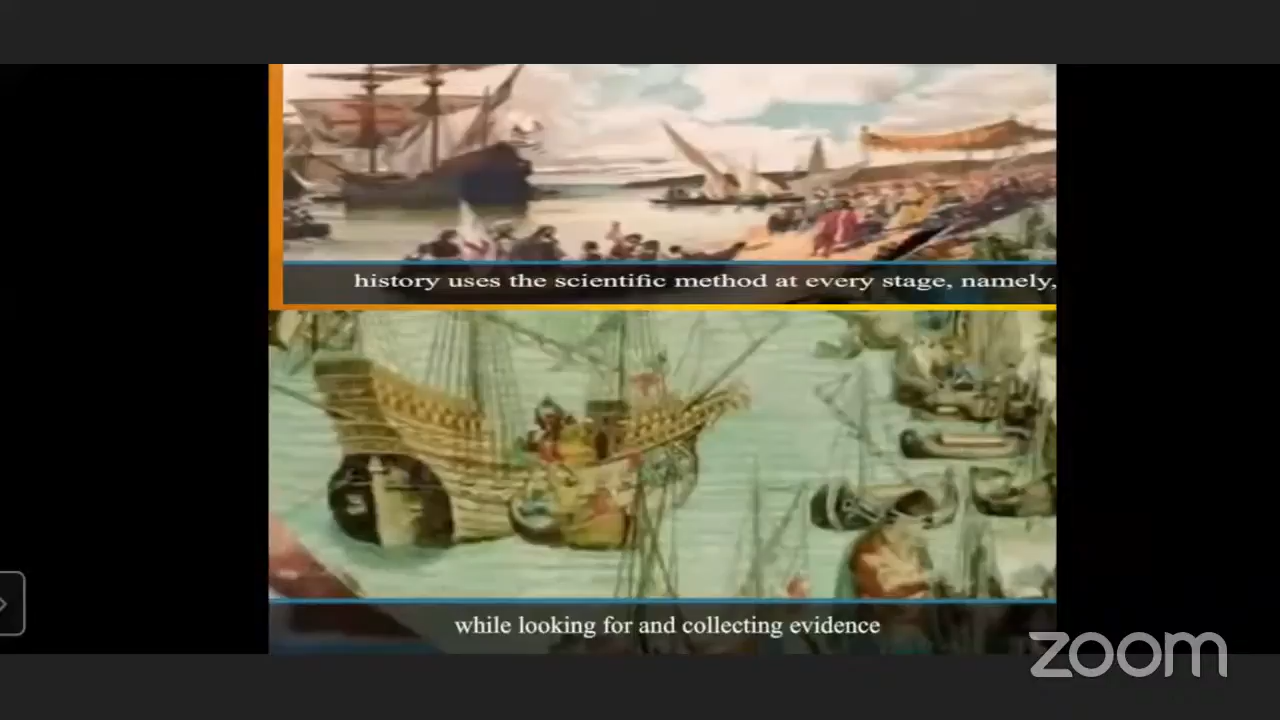 history uses the scientific method at every stage, namely,
while looking for and collecting evidence
zoom